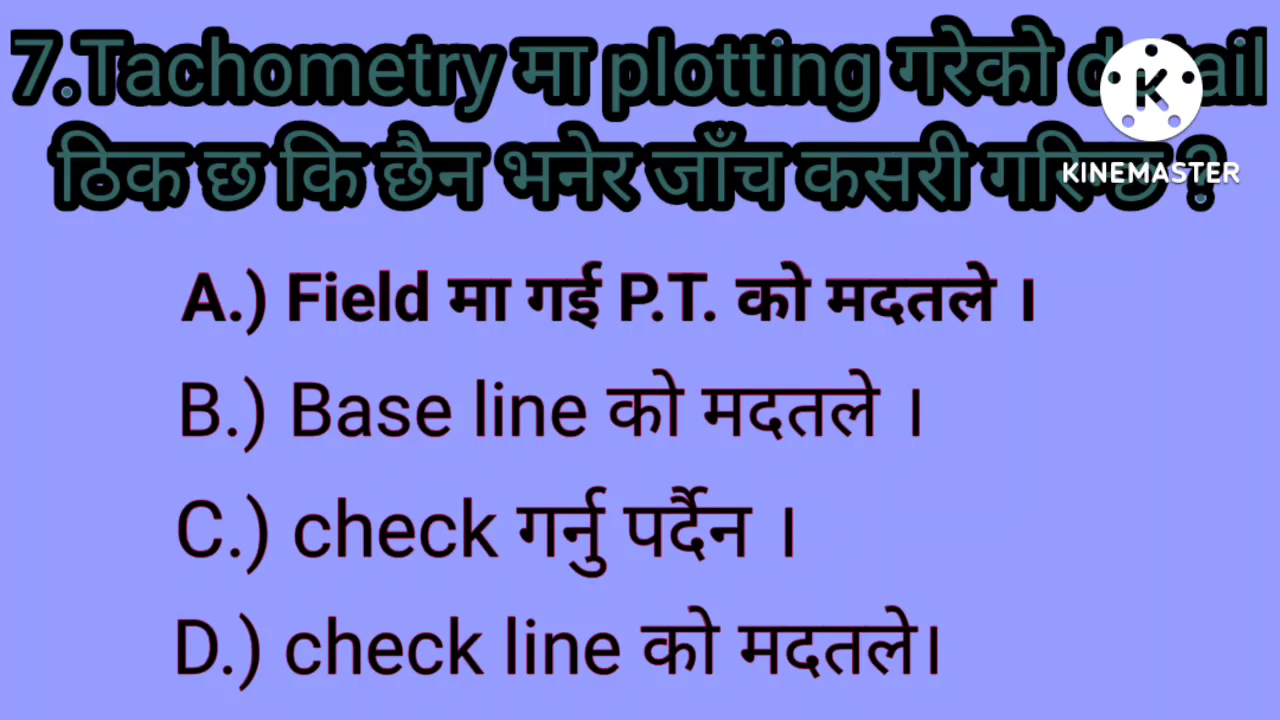 7.Tachometry मा plotting गरेको
ठिक छ कि छैन भनेर जाँच कसरी ?
KINEMASTER
A.) Field मा गई P.T. को मदतले ।
B.) Base line को मदतले ।
C.) check गर्नु पर्दैन ।
D.) check line को मदतले।